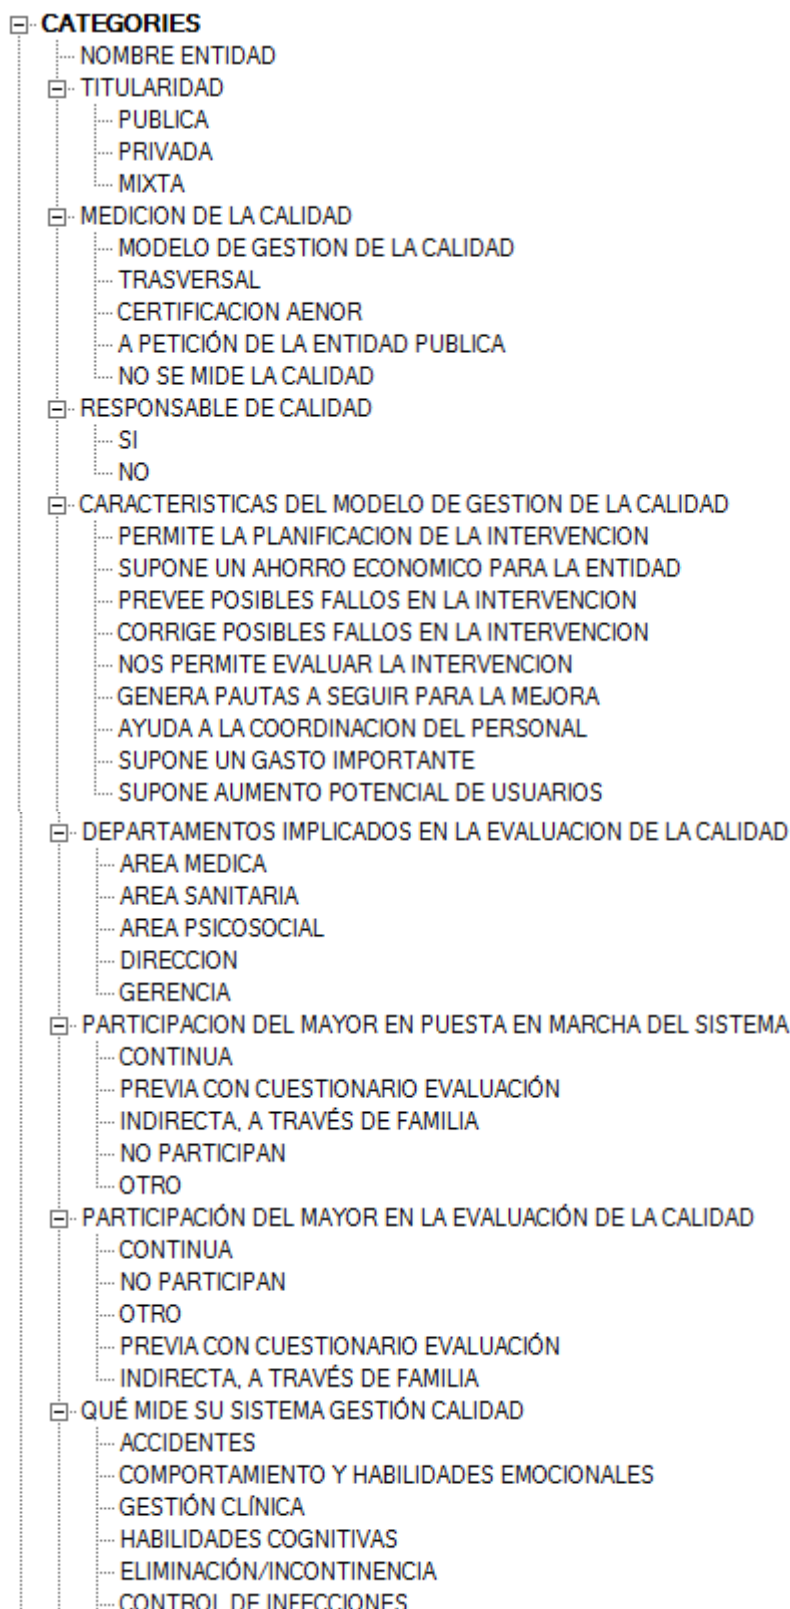 CATEGORIES
NOMBRE ENTIDAD
TITULARIDAD
PUBLICA
PRIVADA
MIXTA
MEDICION DE LA CALIDAD
MODELO DE GESTION DE LA CALIDAD
TRASVERSAL
CERTIFICACION AENOR
A PETICIÓN DE LA ENTIDAD PUBLICA
NO SE MIDE LA CALIDAD
RESPONSABLE DE CALIDAD
SI
NO
CARACTERISTICAS DEL MODELO DE GESTION DE LA CALIDAD
PERMITE LA PLANIFICACION DE LA INTERVENCION
SUPONE UN AHORRO ECONOMICO PARA LA ENTIDAD
PREVEE POSIBLES FALLOS EN LA INTERVENCION
CORRIGE POSIBLES FALLOS EN LA INTERVENCION
NOS PERMITE EVALUAR LA INTERVENCION
GENERA PAUTAS A SEGUIR PARA LA MEJORA
AYUDA A LA COORDINACION DEL PERSONAL
SUPONE UN GASTO IMPORTANTE
SUPONE AUMENTO POTENCIAL DE USUARIOS
DEPARTAMENTOS IMPLICADOS EN LA EVALUACION DE LA CALIDAD
AREA MEDICA
AREA SANITARIA
AREA PSICOSOCIAL
DIRECCION
GERENCIA
PARTICIPACION DEL MAYOR EN PUESTA EN MARCHA DEL SISTEMA
CONTINUA
PREVIA CON CUESTIONARIO EVALUACIÓN
INDIRECTA, A TRAVÉS DE FAMILIA
NO PARTICIPAN
OTRO
PARTICIPACIÓN DEL MAYOR EN LA EVALUACIÓN DE LA CALIDAD
CONTINUA
NO PARTICIPAN
OTRO
PREVIA CON CUESTIONARIO EVALUACIÓN
INDIRECTA, A TRAVÉS DE FAMILIA
QUÉ MIDE SU SISTEMA GESTIÓN CALIDAD
ACCIDENTES
COMPORTAMIENTO Y HABILIDADES EMOCIONALES
GESTIÓN CLÍNICA
HABILIDADES COGNITIVAS
ELIMINACIÓN/INCONTINENCIA
CONTROL DE INFECCIONES